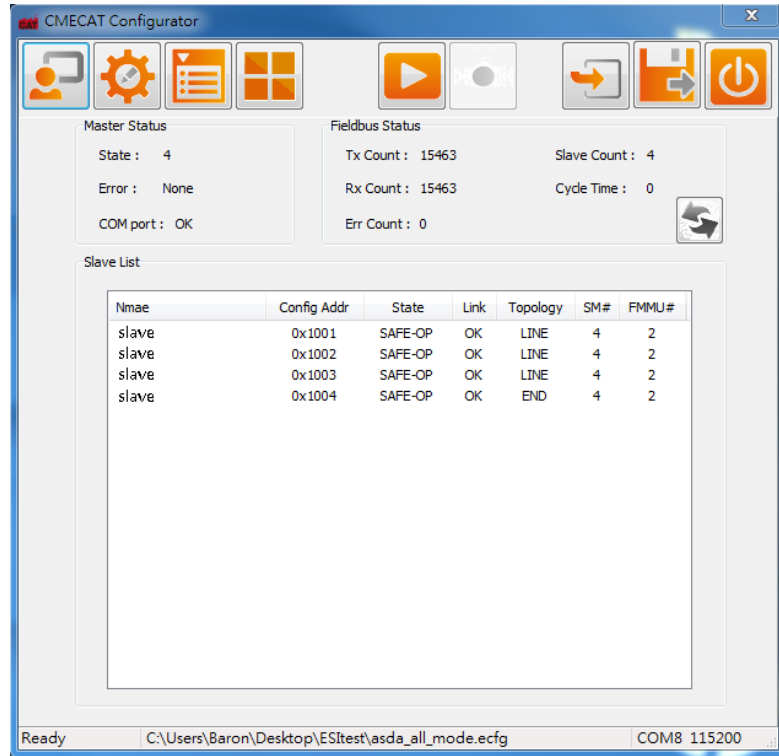 CAT CMECAT Configurator x
Master Status
State : 4
Error : None
COM port : OK
Fieldbus Status
Tx Count : 15463 Slave Count : 4
Rx Count : 15463 Cycle Time : 0
Err Count : 0
Slave List
Nmae Config Addr State Link Topology SM# FMMU#
slave 0x1001 SAFE-OP OK LINE 4 2
slave 0x1002 SAFE-OP OK LINE 4 2
slave 0x1003 SAFE-OP OK LINE 4 2
slave 0x1004 SAFE-OP OK END 4 2
Ready C:\Users\Baron\Desktop\ESItest\asda_all_mode.ecfg COM8 115200